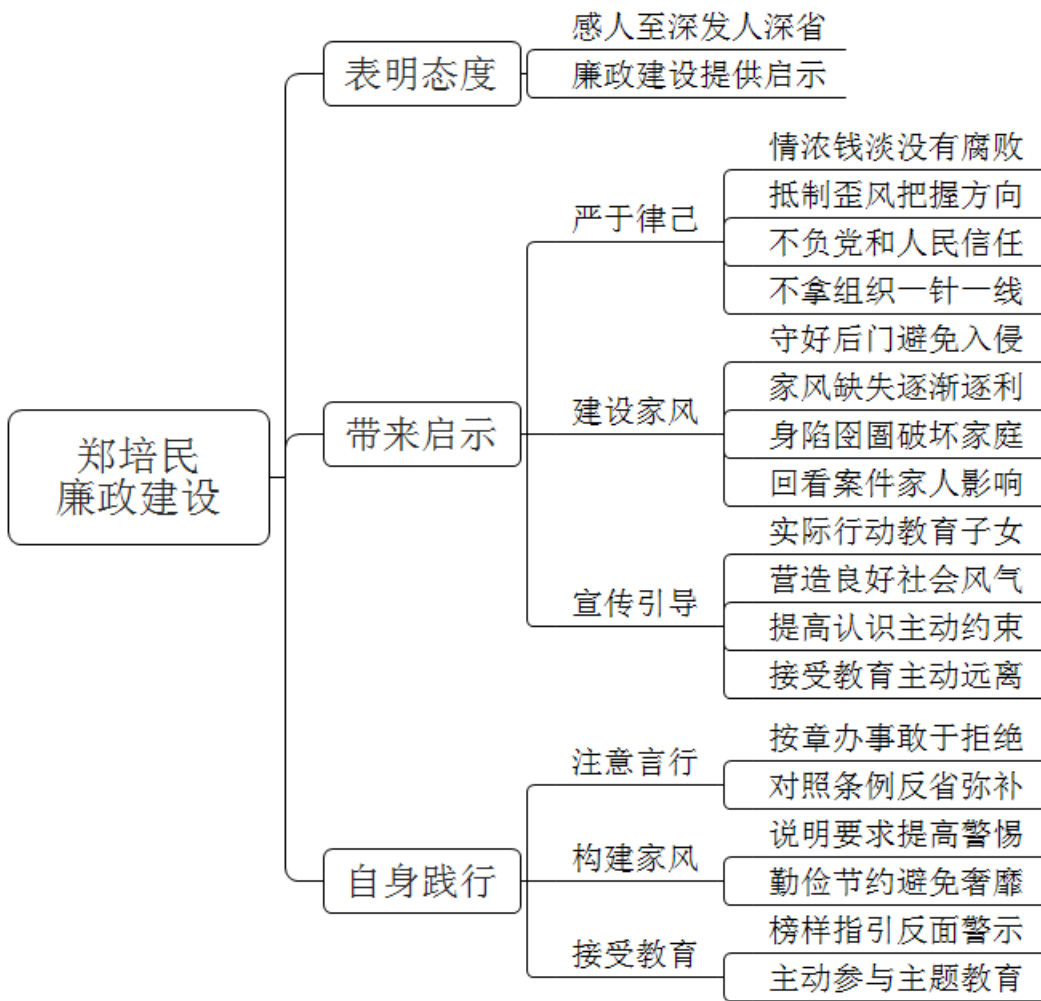 郑培民
廉政建设
表明态度
感人至深发人深省
廉政建设提供启示
带来启示
严于律己
情浓钱淡没有腐败
抵制歪风把握方向
不负党和人民信任
不拿组织一针一线
建设家风
守好后门避免入侵
家风缺失逐渐逐利
身陷囹圄破坏家庭
回看案件家人影响
宣传引导
实际行动教育子女
营造良好社会风气
提高认识主动约束
接受教育主动远离
自身践行
注意言行
按章办事敢于拒绝
对照条例反省弥补
构建家风
说明要求提高警惕
勤俭节约避免奢靡
接受教育
榜样指引反面警示
主动参与主题教育